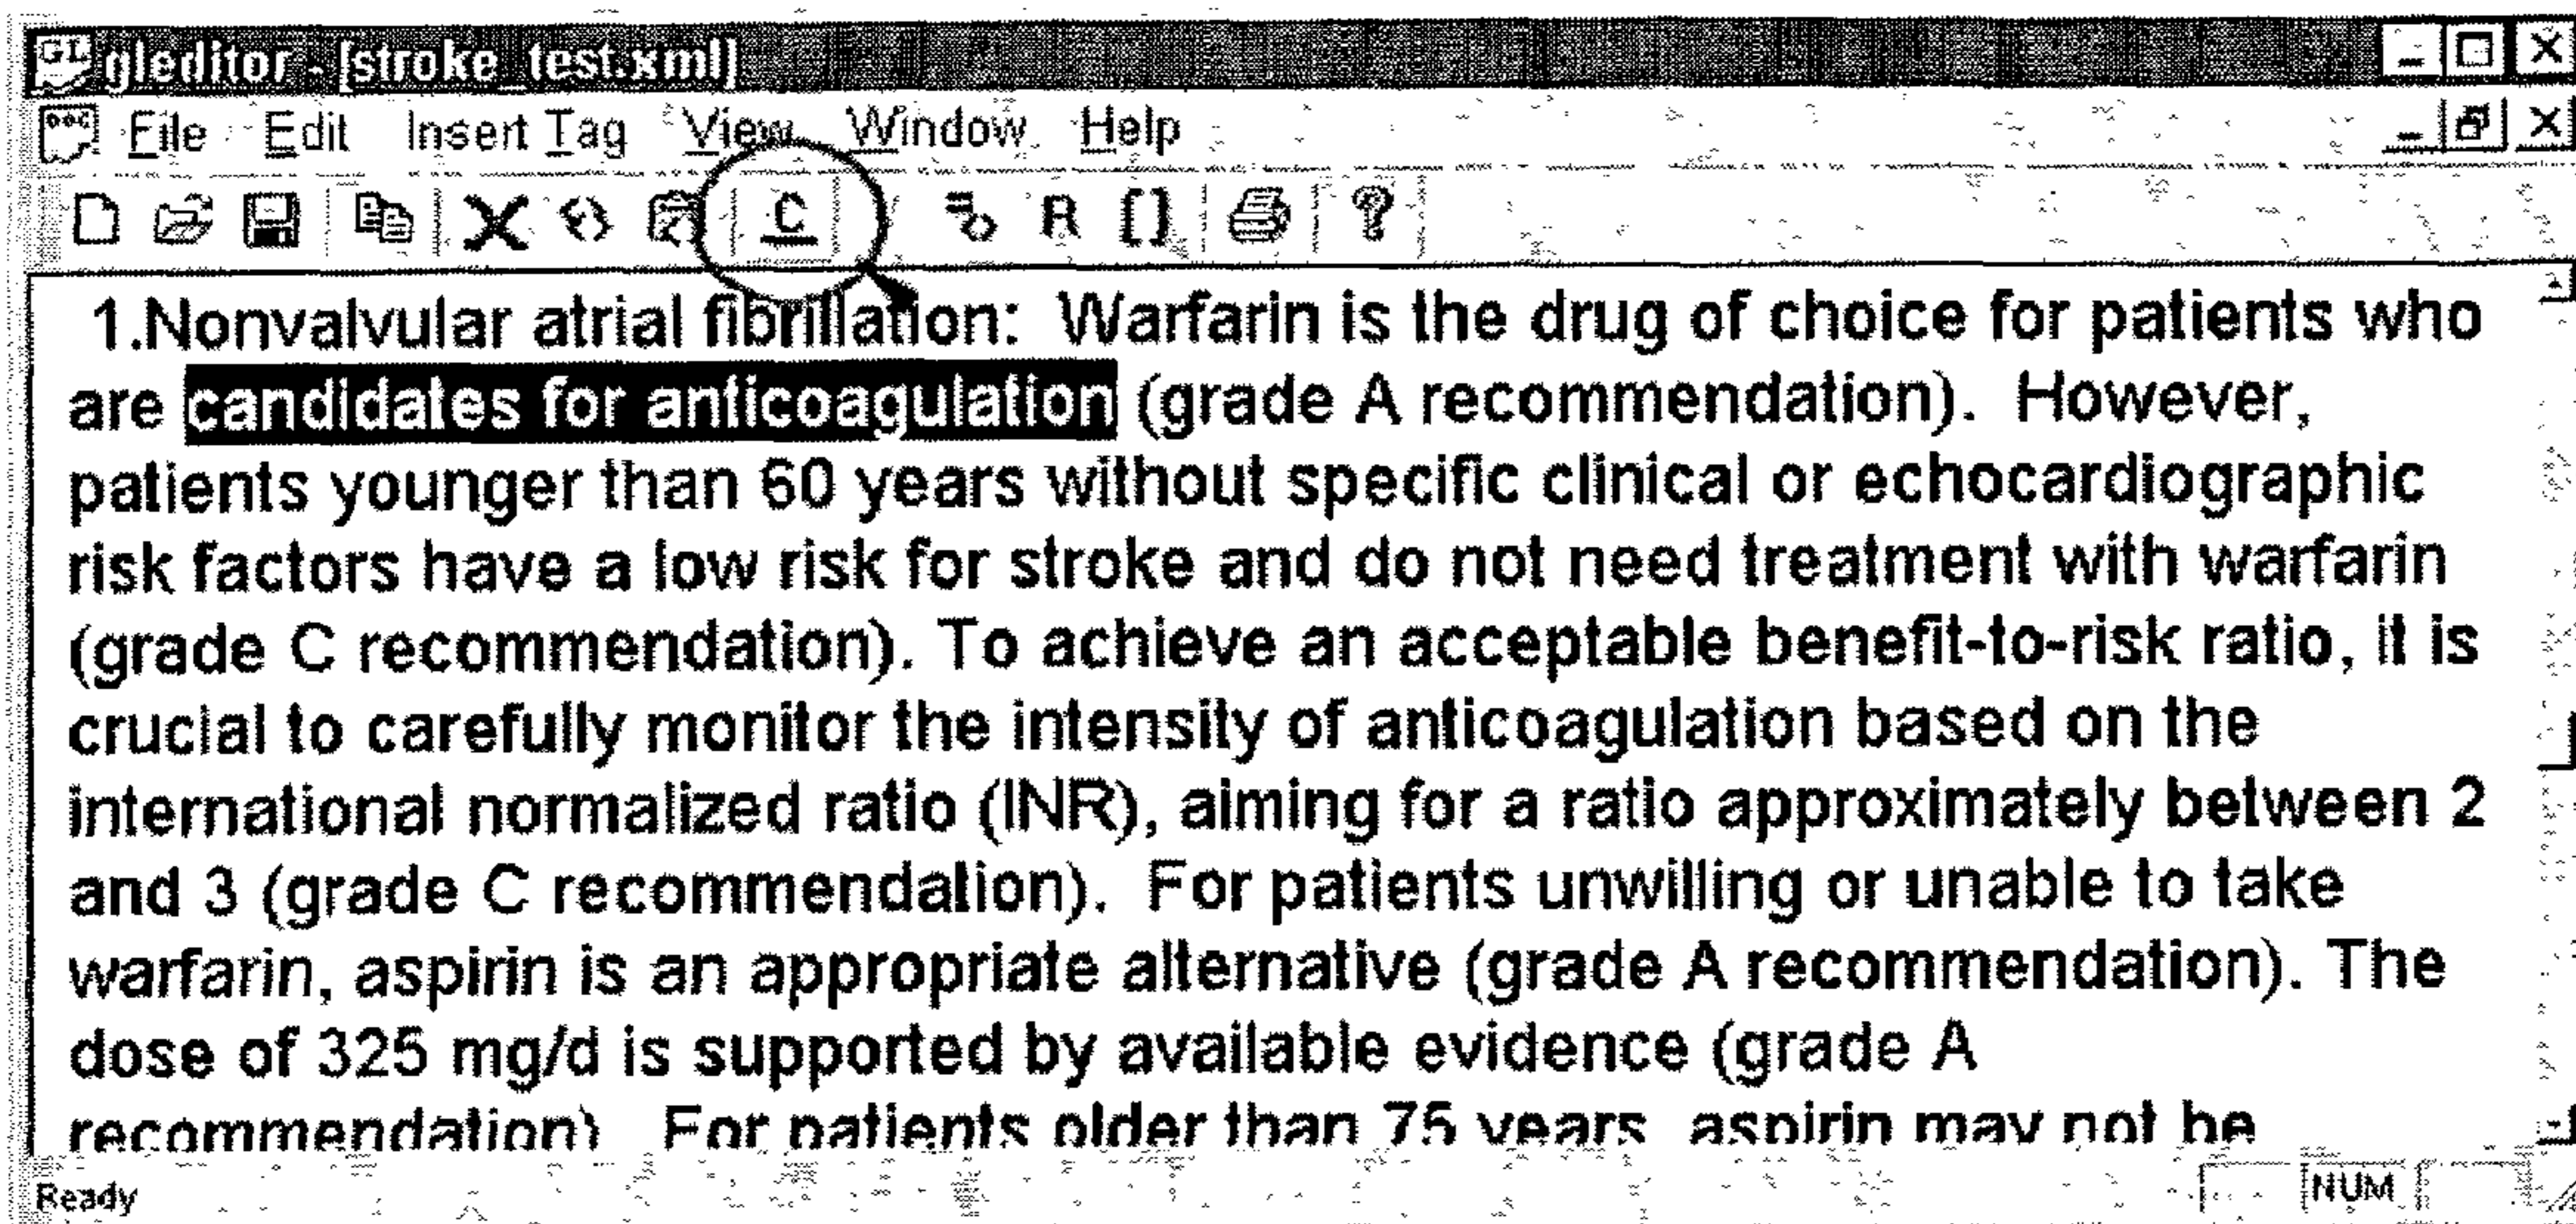 gleditor - [stroke_test.xml]
File Edit Insert Tag View Window Help
C R []
1.Nonvalvular atrial fibrillation: Warfarin is the drug of choice for patients who
are candidates for anticoagulation (grade A recommendation). However,
patients younger than 60 years without specific clinical or echocardiographic
risk factors have a low risk for stroke and do not need treatment with warfarin
(grade C recommendation). To achieve an acceptable benefit-to-risk ratio, it is
crucial to carefully monitor the intensity of anticoagulation based on the
international normalized ratio (INR), aiming for a ratio approximately between 2
and 3 (grade C recommendation). For patients unwilling or unable to take
warfarin, aspirin is an appropriate alternative (grade A recommendation). The
dose of 325 mg/d is supported by available evidence (grade A
recommendation) For patients older than 75 years aspirin may not be
Ready NUM